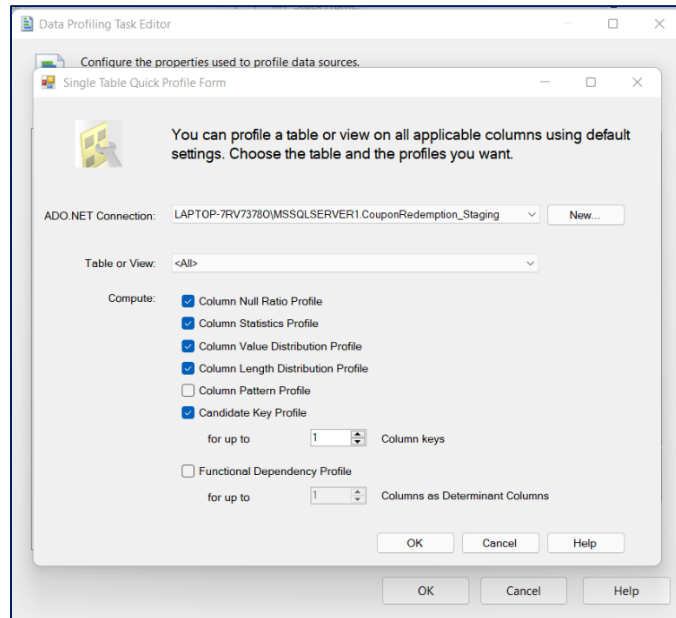 Data Profiling Task Editor
Configure the properties used to profile data sources.
Single Table Quick Profile Form
You can profile a table or view on all applicable columns using default
settings. Choose the table and the profiles you want.
ADO.NET Connection: LAPTOP-7RV7378O\MSSQLSERVER1.CouponRedemption_Staging New...
Table or View: <All>
Compute: Column Null Ratio Profile
Column Statistics Profile
Column Value Distribution Profile
Column Length Distribution Profile
Column Pattern Profile
Candidate Key Profile
for up to 1 Column keys
Functional Dependency Profile
for up to 1 Columns as Determinant Columns
OK Cancel Help
OK Cancel Help